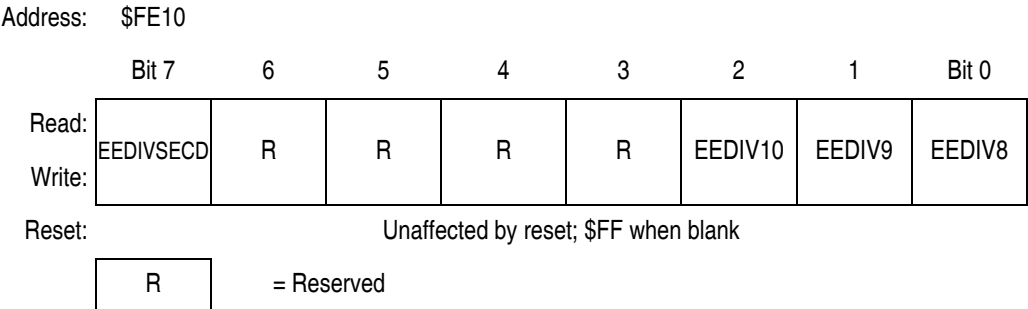 Address: $FE10
Bit 7 6 5 4 3 2 1 Bit 0
Read:
EEDIVSECD R R R R EEDIV10 EEDIV9 EEDIV8
Write:
Reset: Unaffected by reset; $FF when blank
R = Reserved